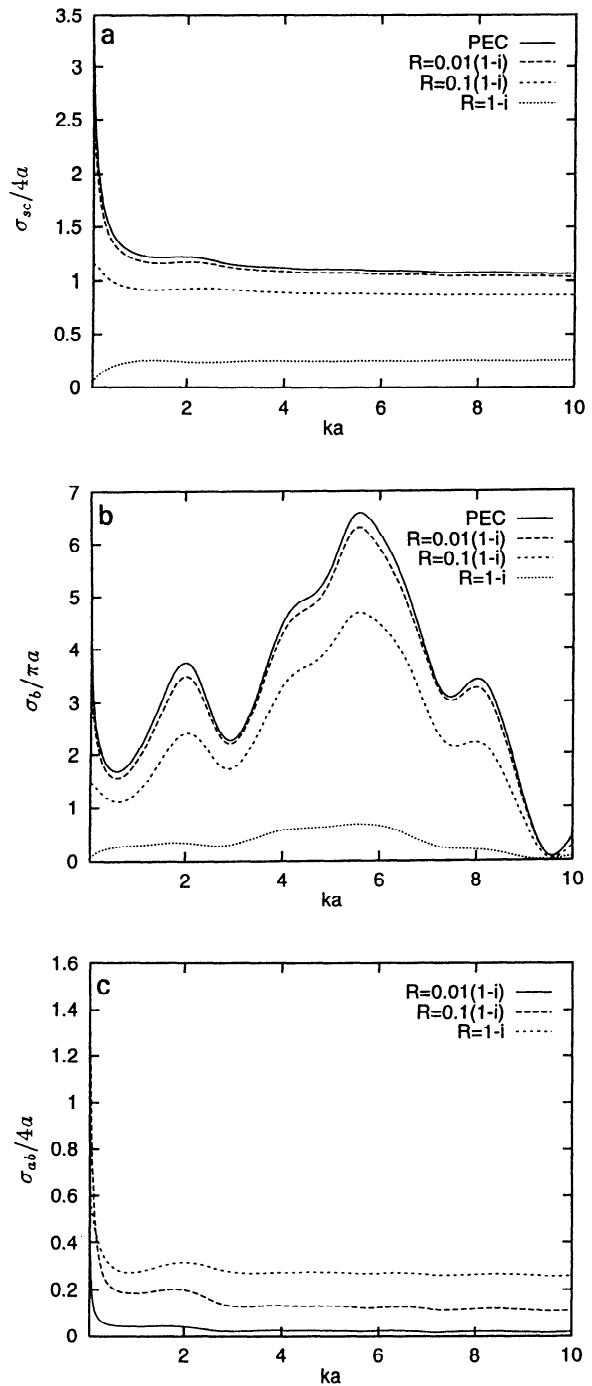 a
3.5
3
2.5
2
1.5
1
0.5
0
σsc/4a
PEC
R=0.01(1-i)
R=0.1(1-i)
R=1-i
2 4 6 8 10
ka
b
7
6
5
4
3
2
1
0
σb/πa
PEC
R=0.01(1-i)
R=0.1(1-i)
R=1-i
2 4 6 8 10
ka
c
1.6
1.4
1.2
1
0.8
0.6
0.4
0.2
0
σab/4a
R=0.01(1-i)
R=0.1(1-i)
R=1-i
2 4 6 8 10
ka